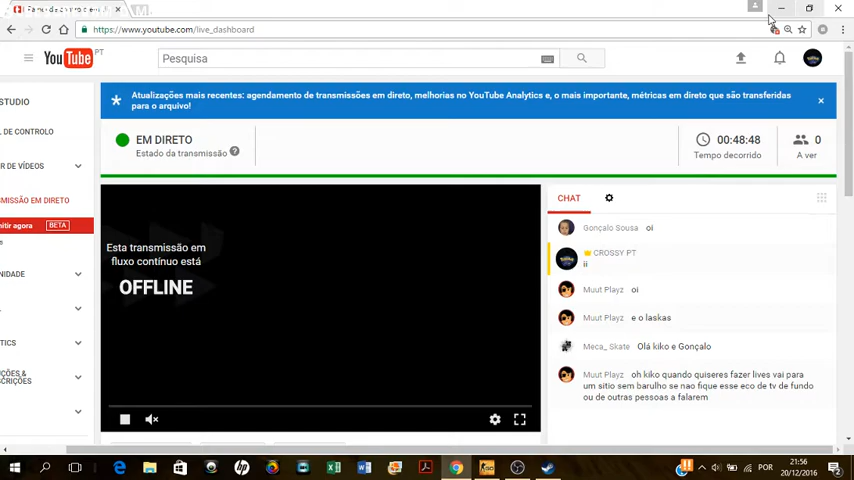 https://www.youtube.com/live_dashboard
YouTube PT
Pesquisa
STUDIO
L DE CONTROLO
R DE VÍDEOS
SMISSÃO EM DIRETO
itir agora BETA
s
NIDADE
L
TICS
UÇÕES &
SCRIÇÕES
Atualizações mais recentes: agendamento de transmissões em direto, melhorias no YouTube Analytics e, o mais importante, métricas em direto que são transferidas
para o arquivo!
EM DIRETO
Estado da transmissão
00:48:48
Tempo decorrido
0
A ver
Esta transmissão em
fluxo contínuo está
OFFLINE
CHAT
Gonçalo Sousa oi
CROSSY PT
ii
Muut Playz oi
Muut Playz e o laskas
Meca_ Skate Olá kiko e Gonçalo
Muut Playz oh kiko quando quiseres fazer lives vai para
um sitio sem barulho se nao fique esse eco de tv de fundo
ou de outras pessoas a falarem
POR
21:56
20/12/2016